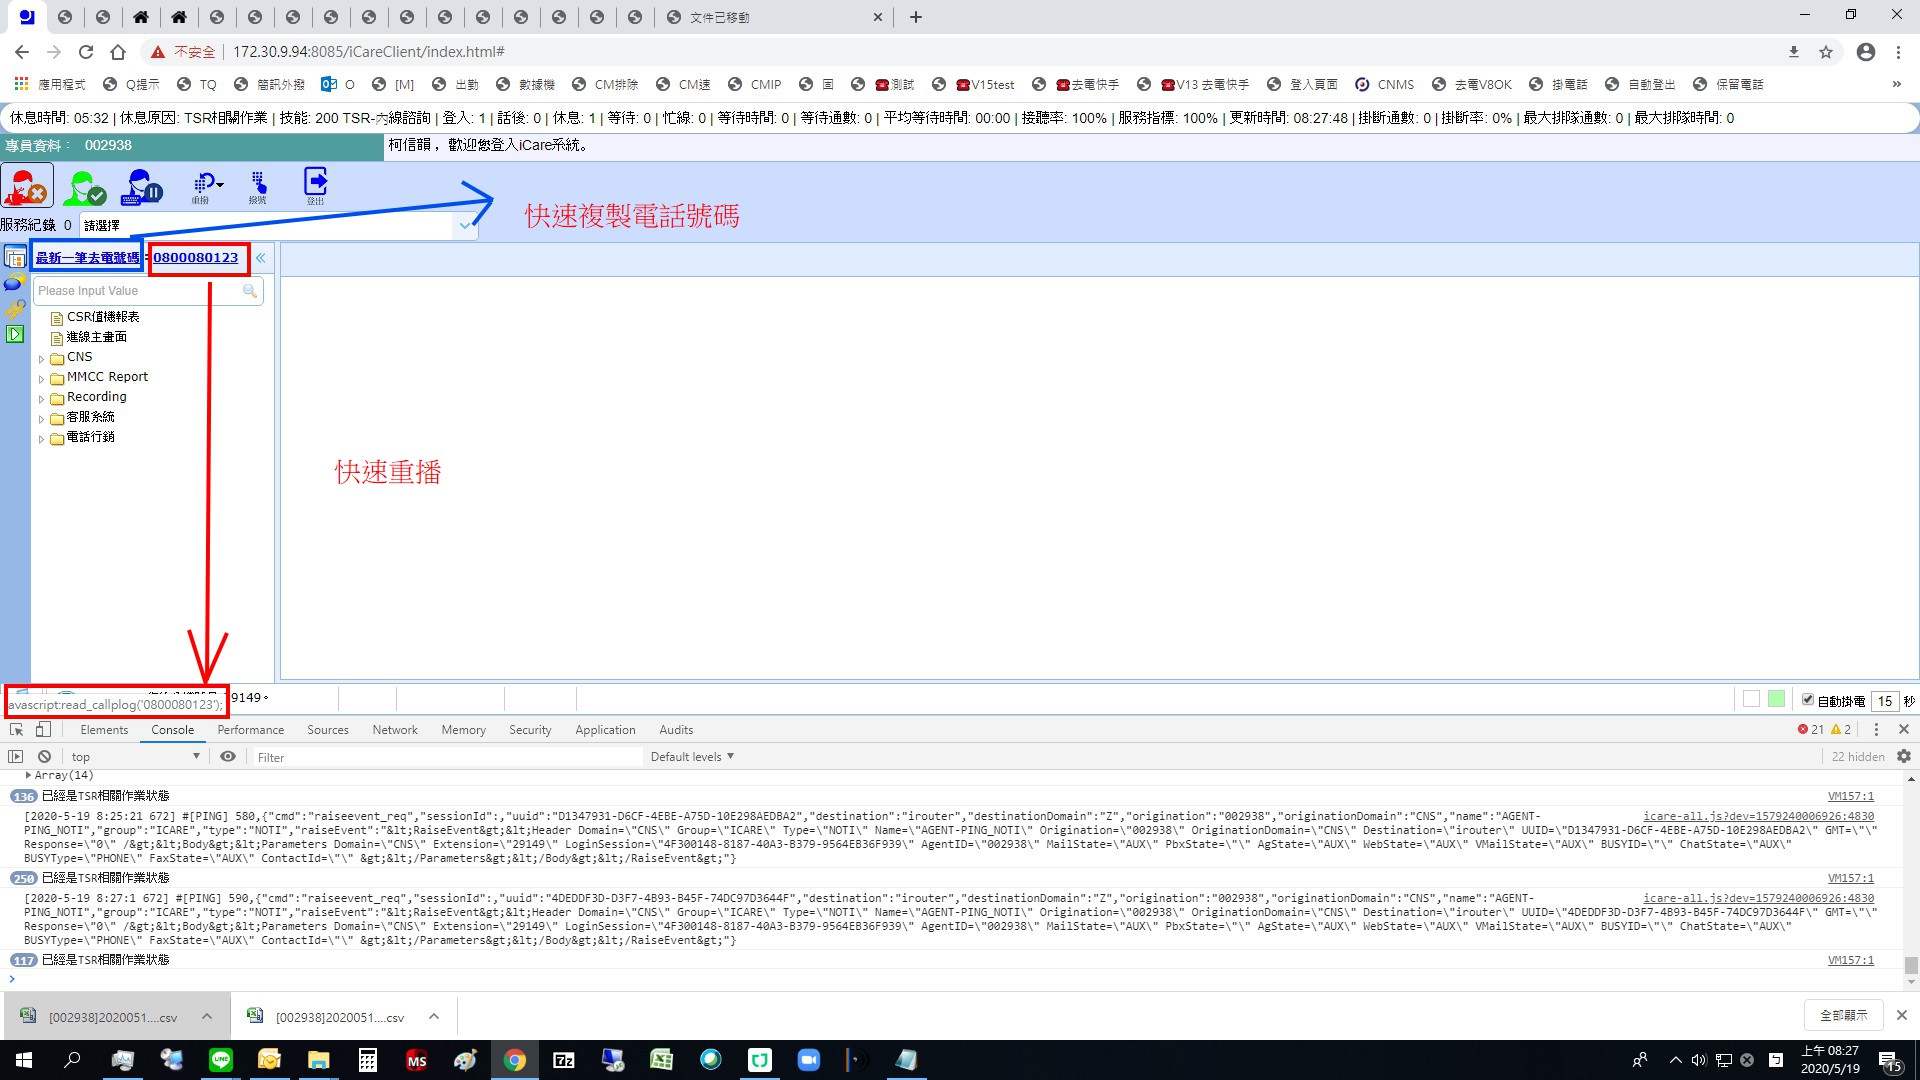 文件已移動
不安全 172.30.9.94:8085/iCareClient/index.html#
應用程式 Q提示 TQ 簡訊外撥 O [M] 出勤 數據機 CM排除 CM速 CMIP 圖 測試 V15test 去電快手 V13 去電快手 登入頁面 CNMS 去電V8OK 掛電話 自動登出 保留電話 »
休息時間: 05:32 | 休息原因: TSR相關作業 | 技能: 200 TSR-內線諮詢 | 登入: 1 | 話後: 0 | 休息: 1 | 等待: 0 | 忙線: 0 | 等待時間: 0 | 等待通數: 0 | 平均等待時間: 00:00 | 接聽率: 100% | 服務指標: 100% | 更新時間: 08:27:48 | 掛斷通數: 0 | 掛斷率: 0% | 最大排隊通數: 0 | 最大排隊時間: 0
專員資料： 002938 柯信韻， 歡迎您登入iCare系統。
重撥 撥號 登出
快速複製電話號碼
服務紀錄 0 請選擇
最新一筆去電號碼 0800080123
Please Input Value
CSR值機報表
進線主畫面
CNS
MMCC Report
Recording
客服系統
電話行銷
快速重播
9149。
avascript:read_callplog('0800080123');
自動掛電 15 秒
Elements Console Performance Sources Network Memory Security Application Audits 21 2
top Filter Default levels 22 hidden
Array(14)
136 已經是TSR相關作業狀態 VM157:1
[2020-5-19 8:25:21 672] #[PING] 580,{"cmd":"raiseevent_req","sessionId":,"uuid":"D1347931-D6CF-4EBE-A75D-10E298AEDBA2","destination":"irouter","destinationDomain":"Z","origination":"002938","originationDomain":"CNS","name":"AGENT- icare-all.js?dev=1579240006926:4830
PING_NOTI","group":"ICARE","type":"NOTI","raiseEvent":"&lt;RaiseEvent&gt;&lt;Header Domain=\"CNS\" Group=\"ICARE\" Type=\"NOTI\" Name=\"AGENT-PING_NOTI\" Origination=\"002938\" OriginationDomain=\"CNS\" Destination=\"irouter\" UUID=\"D1347931-D6CF-4EBE-A75D-10E298AEDBA2\" GMT=\"\"
Response=\"0\" /&gt;&lt;Body&gt;&lt;Parameters Domain=\"CNS\" Extension=\"29149\" LoginSession=\"4F300148-8187-40A3-B379-9564EB36F939\" AgentID=\"002938\" MailState=\"AUX\" PbxState=\"\" AgState=\"AUX\" WebState=\"AUX\" VMailState=\"AUX\" BUSYID=\"\" ChatState=\"AUX\"
BUSYType=\"PHONE\" FaxState=\"AUX\" ContactId=\"\" &gt;&lt;/Parameters&gt;&lt;/Body&gt;&lt;/RaiseEvent&gt;"}
250 已經是TSR相關作業狀態 VM157:1
[2020-5-19 8:27:1 672] #[PING] 590,{"cmd":"raiseevent_req","sessionId":,"uuid":"4DEDDF3D-D3F7-4B93-B45F-74DC97D3644F","destination":"irouter","destinationDomain":"Z","origination":"002938","originationDomain":"CNS","name":"AGENT- icare-all.js?dev=1579240006926:4830
PING_NOTI","group":"ICARE","type":"NOTI","raiseEvent":"&lt;RaiseEvent&gt;&lt;Header Domain=\"CNS\" Group=\"ICARE\" Type=\"NOTI\" Name=\"AGENT-PING_NOTI\" Origination=\"002938\" OriginationDomain=\"CNS\" Destination=\"irouter\" UUID=\"4DEDDF3D-D3F7-4B93-B45F-74DC97D3644F\" GMT=\"\"
Response=\"0\" /&gt;&lt;Body&gt;&lt;Parameters Domain=\"CNS\" Extension=\"29149\" LoginSession=\"4F300148-8187-40A3-B379-9564EB36F939\" AgentID=\"002938\" MailState=\"AUX\" PbxState=\"\" AgState=\"AUX\" WebState=\"AUX\" VMailState=\"AUX\" BUSYID=\"\" ChatState=\"AUX\"
BUSYType=\"PHONE\" FaxState=\"AUX\" ContactId=\"\" &gt;&lt;/Parameters&gt;&lt;/Body&gt;&lt;/RaiseEvent&gt;"}
117 已經是TSR相關作業狀態 VM157:1
[002938]2020051....csv [002938]2020051....csv 全部顯示
MS 7z LINE 上午 08:27
2020/5/19 15